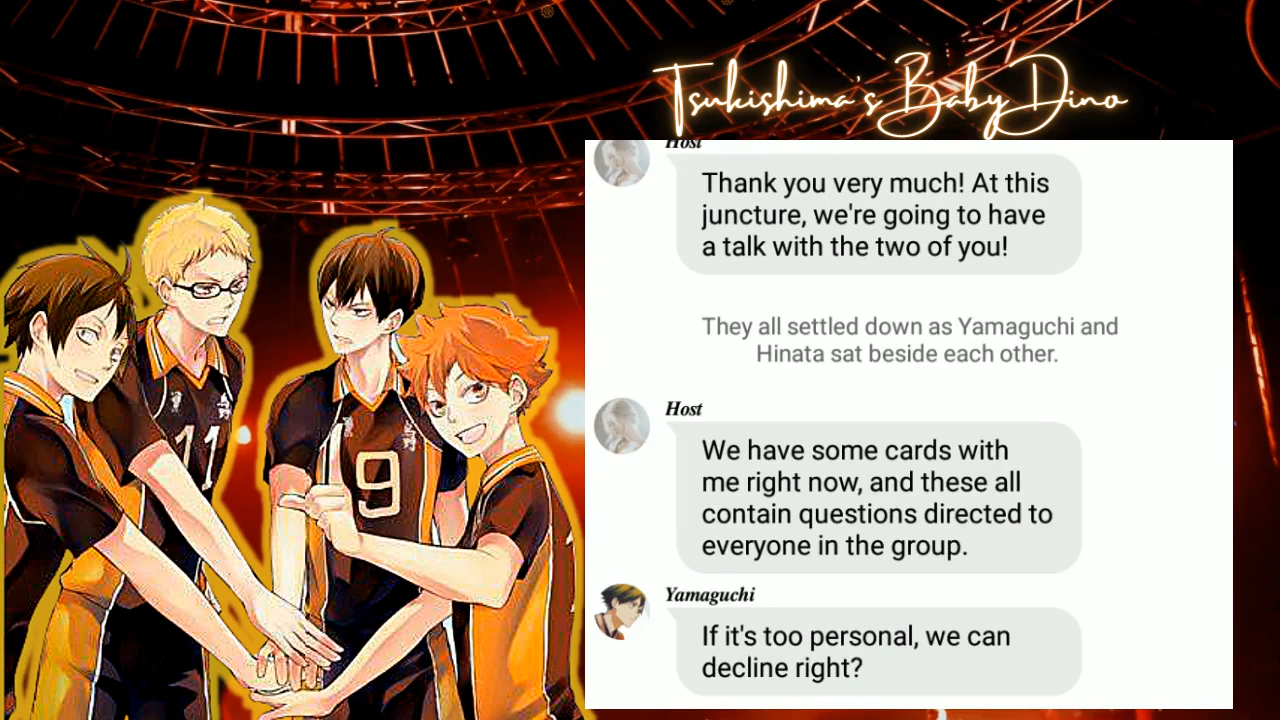 Tsukishima's Baby Dino
Host
Thank you very much! At this
juncture, we're going to have
a talk with the two of you!
They all settled down as Yamaguchi and
Hinata sat beside each other.
Host
We have some cards with
me right now, and these all
contain questions directed to
everyone in the group.
Yamaguchi
If it's too personal, we can
decline right?
11
9